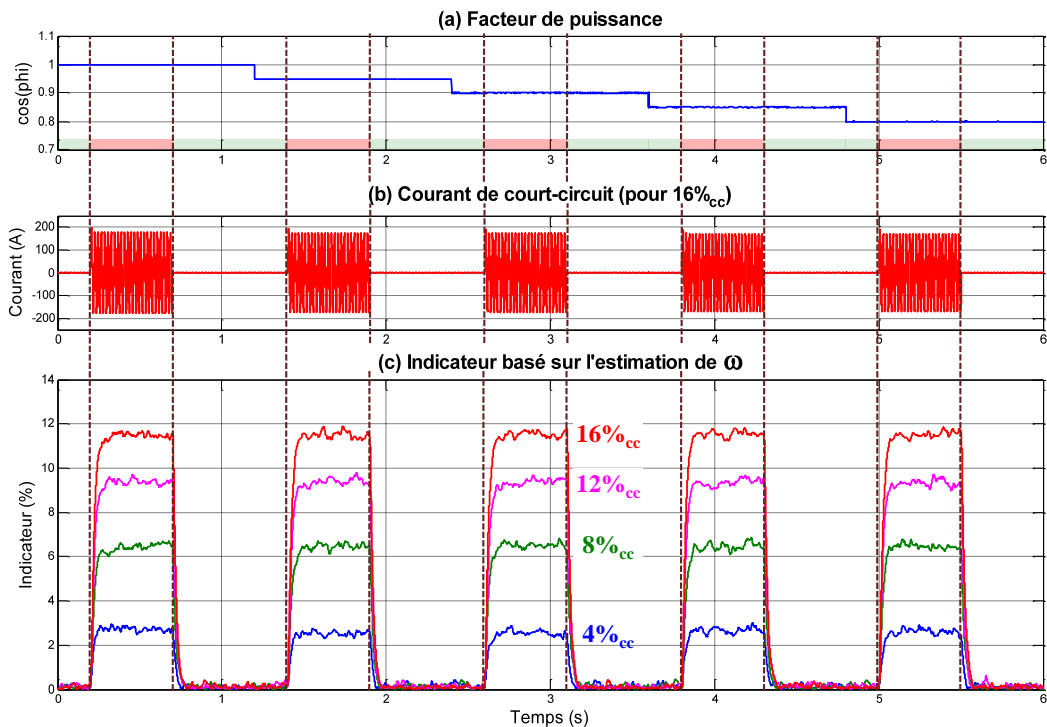 (a) Facteur de puissance
cos(phi)
1.1
1
0.9
0.8
0.7
0 1 2 3 4 5 6
(b) Courant de court-circuit (pour 16%cc)
Courant (A)
200
100
0
-100
-200
0 1 2 3 4 5 6
(c) Indicateur basé sur l'estimation de ω
Indicateur (%)
14
12
10
8
6
4
2
0
16%cc
12%cc
8%cc
4%cc
0 1 2 3 4 5 6
Temps (s)